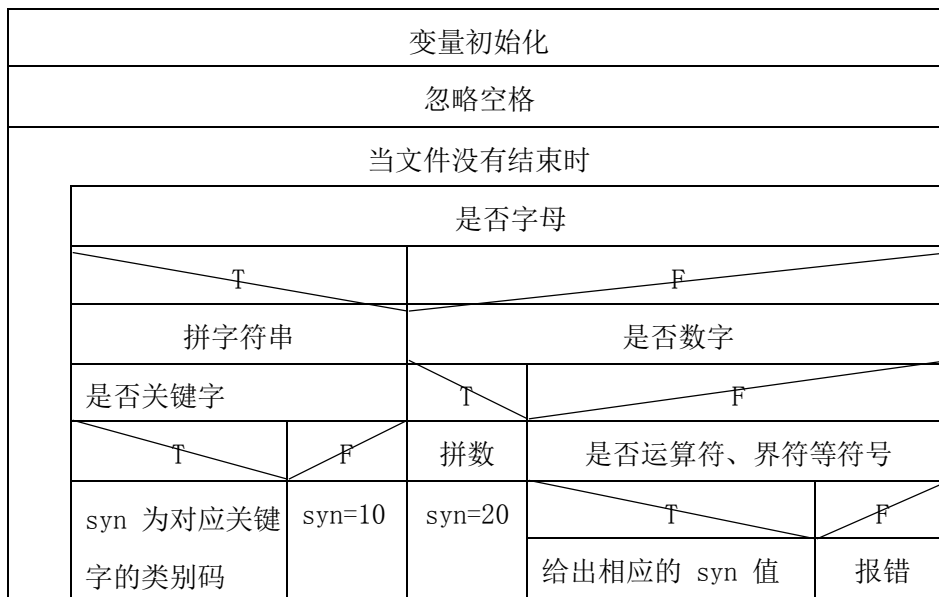 变量初始化
忽略空格
当文件没有结束时
是否字母
T F
拼字符串 是否数字
是否关键字 T F
T F 拼数 是否运算符、界符等符号
syn 为对应关键 syn=10 syn=20 T F
字的类别码 给出相应的 syn 值 报错